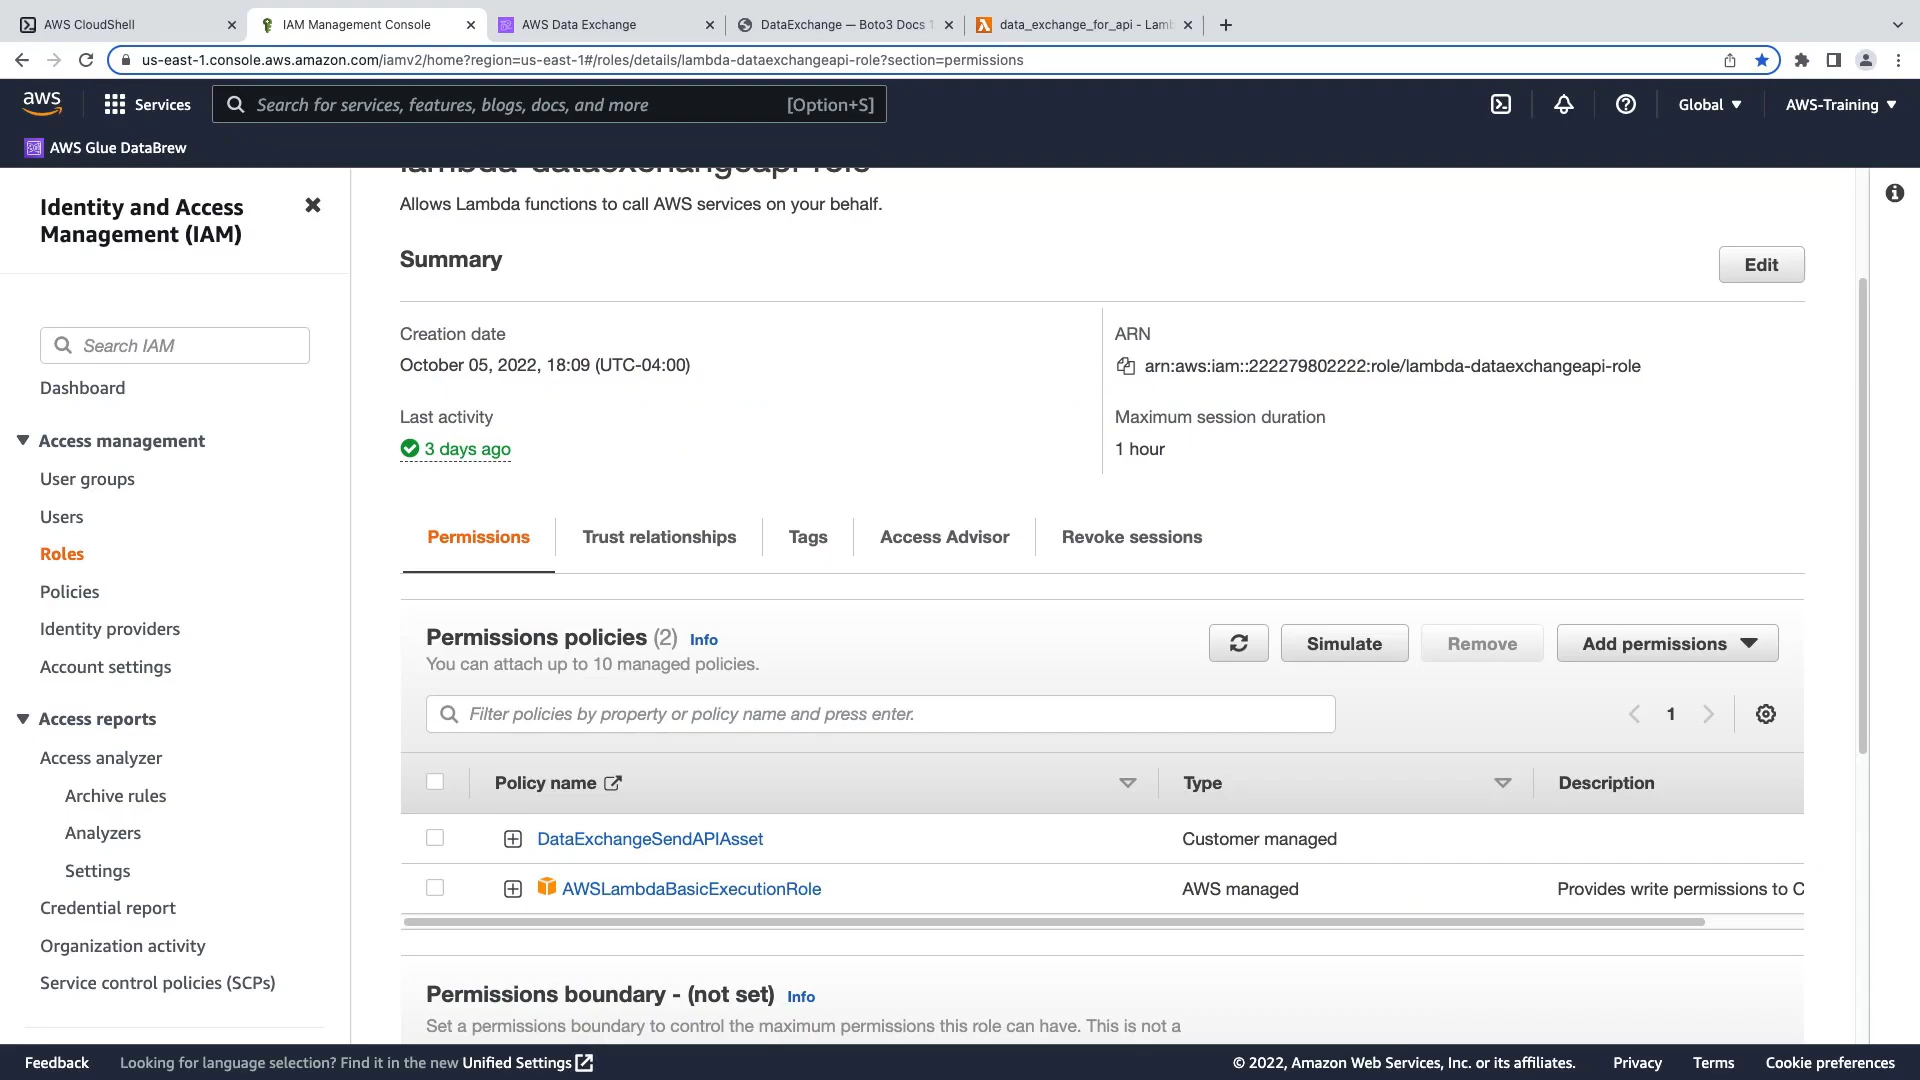 AWS CloudShell
IAM Management Console
AWS Data Exchange
DataExchange — Boto3 Docs 1
data_exchange_for_api - Lamb
us-east-1.console.aws.amazon.com/iamv2/home?region=us-east-1#/roles/details/lambda-dataexchangeapi-role?section=permissions
aws
Services
Search for services, features, blogs, docs, and more
[Option+S]
Global
AWS-Training
AWS Glue DataBrew
Identity and Access
Management (IAM)
Search IAM
Dashboard
Access management
User groups
Users
Roles
Policies
Identity providers
Account settings
Access reports
Access analyzer
Archive rules
Analyzers
Settings
Credential report
Organization activity
Service control policies (SCPs)
lambda-dataexchangeapi-role
Allows Lambda functions to call AWS services on your behalf.
Summary
Edit
Creation date
October 05, 2022, 18:09 (UTC-04:00)
ARN
arn:aws:iam::222279802222:role/lambda-dataexchangeapi-role
Last activity
3 days ago
Maximum session duration
1 hour
Permissions
Trust relationships
Tags
Access Advisor
Revoke sessions
Permissions policies (2) Info
You can attach up to 10 managed policies.
Simulate
Remove
Add permissions
Filter policies by property or policy name and press enter.
1
Policy name
Type
Description
DataExchangeSendAPIAsset
Customer managed
AWSLambdaBasicExecutionRole
AWS managed
Provides write permissions to C
Permissions boundary - (not set) Info
Set a permissions boundary to control the maximum permissions this role can have. This is not a
Feedback
Looking for language selection? Find it in the new Unified Settings
© 2022, Amazon Web Services, Inc. or its affiliates.
Privacy
Terms
Cookie preferences